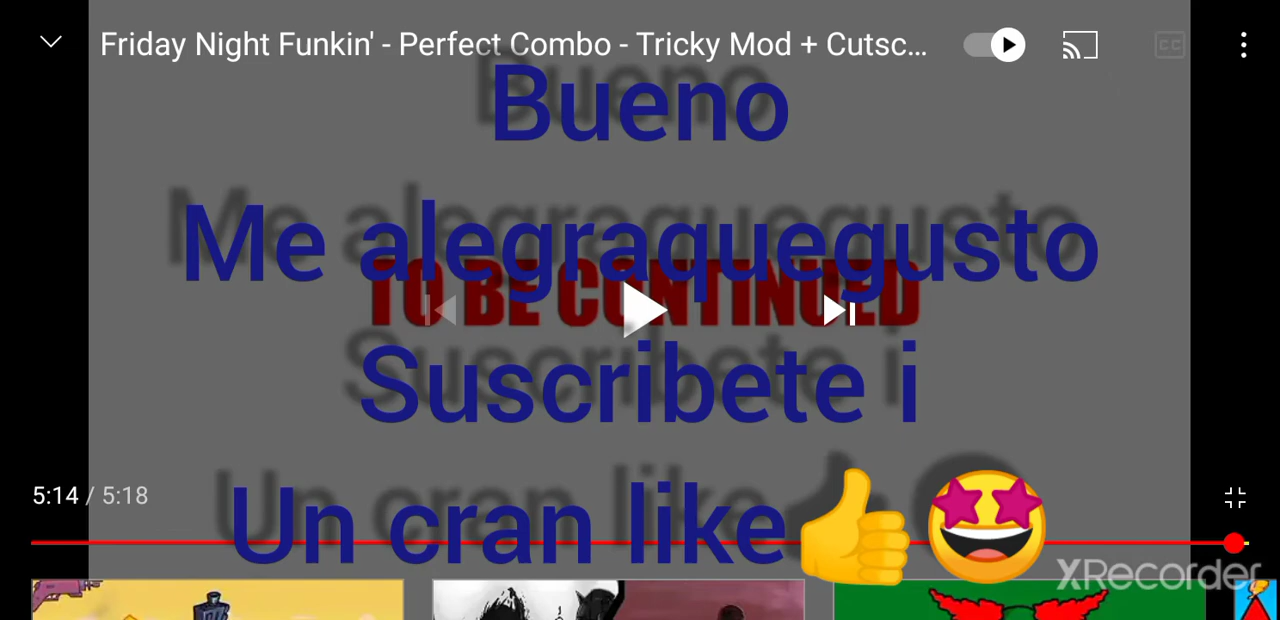 Friday Night Funkin' - Perfect Combo - Tricky Mod + Cutsc...
CC
Bueno
Me alegraquegusto
TO BE CONTINUED
Suscribete i
Un cran like👍🤩
5:14 / 5:18
XRecorder